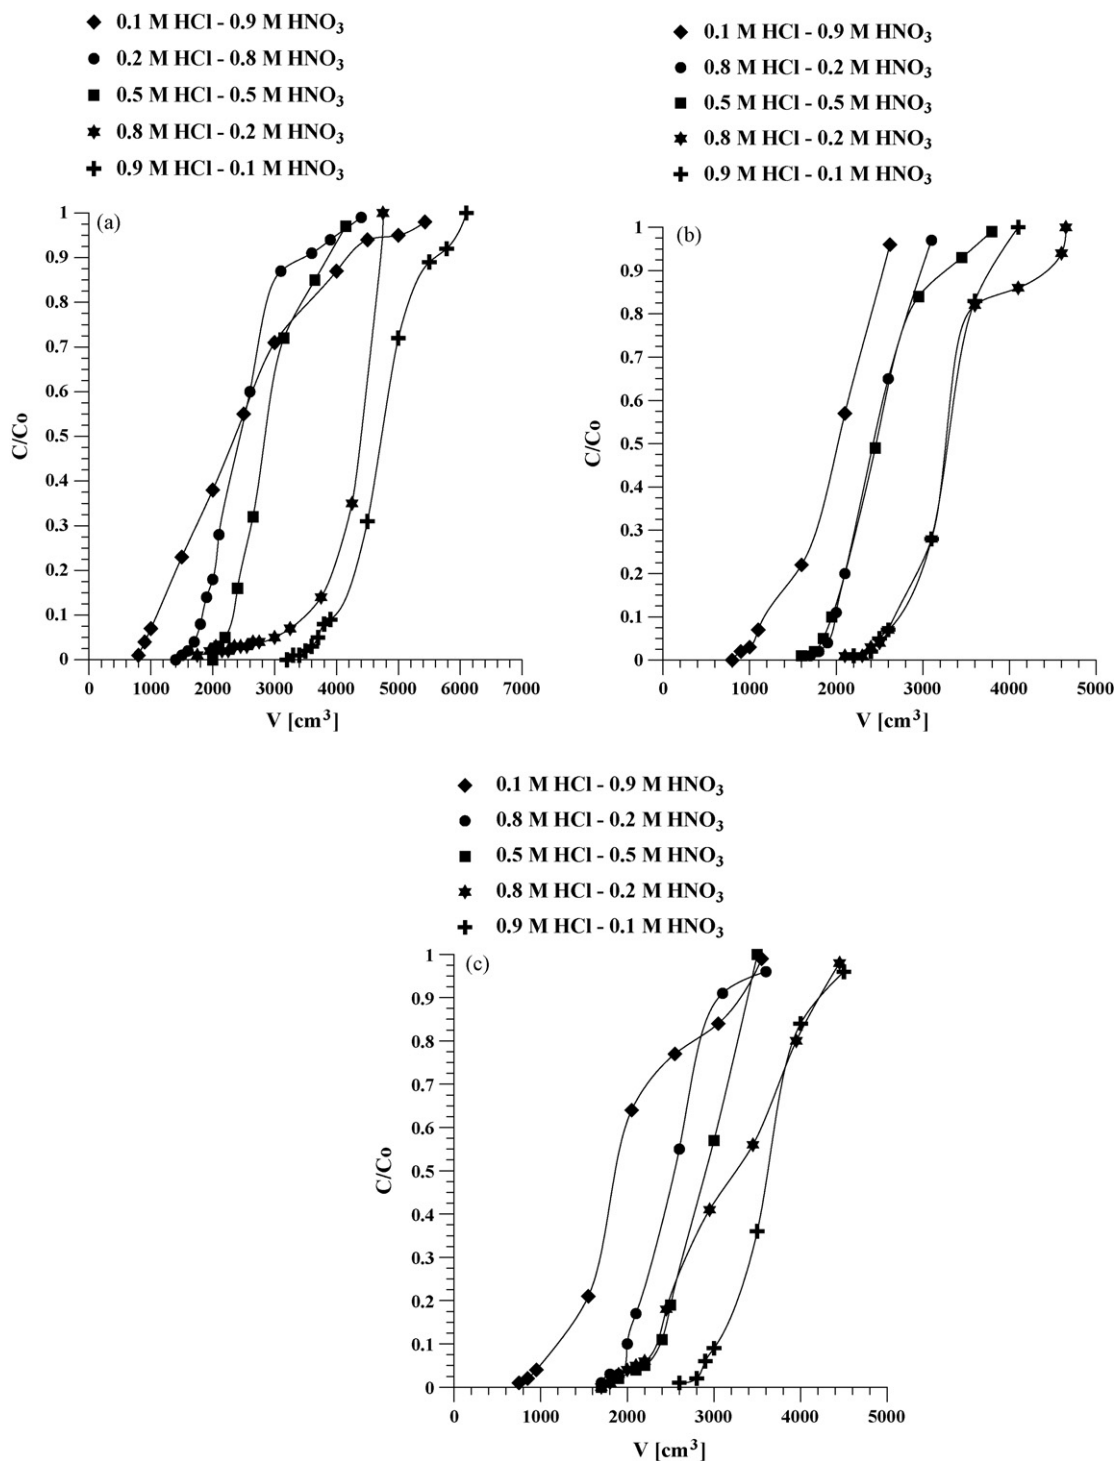 0.1 M HCl - 0.9 M HNO3
0.2 M HCl - 0.8 M HNO3
0.5 M HCl - 0.5 M HNO3
0.8 M HCl - 0.2 M HNO3
0.9 M HCl - 0.1 M HNO3
(a)
1
0.9
0.8
0.7
0.6
0.5
0.4
0.3
0.2
0.1
0
C/Co
0 1000 2000 3000 4000 5000 6000 7000
V [cm3]
0.1 M HCl - 0.9 M HNO3
0.8 M HCl - 0.2 M HNO3
0.5 M HCl - 0.5 M HNO3
0.8 M HCl - 0.2 M HNO3
0.9 M HCl - 0.1 M HNO3
(b)
1
0.9
0.8
0.7
0.6
0.5
0.4
0.3
0.2
0.1
0
C/Co
0 1000 2000 3000 4000 5000
V [cm3]
0.1 M HCl - 0.9 M HNO3
0.8 M HCl - 0.2 M HNO3
0.5 M HCl - 0.5 M HNO3
0.8 M HCl - 0.2 M HNO3
0.9 M HCl - 0.1 M HNO3
(c)
1
0.9
0.8
0.7
0.6
0.5
0.4
0.3
0.2
0.1
0
C/Co
0 1000 2000 3000 4000 5000
V [cm3]